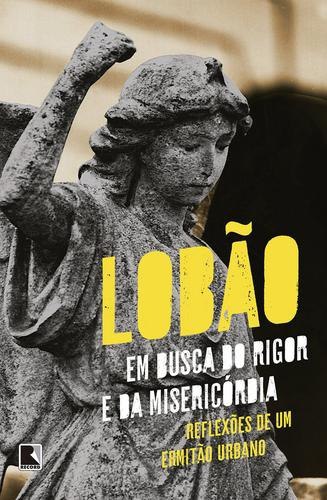 LOBÃO
EM BUSCA DO RIGOR
E DA MISERICÓRDIA
REFLEXÕES DE UM
ERMITÃO URBANO
RECORD